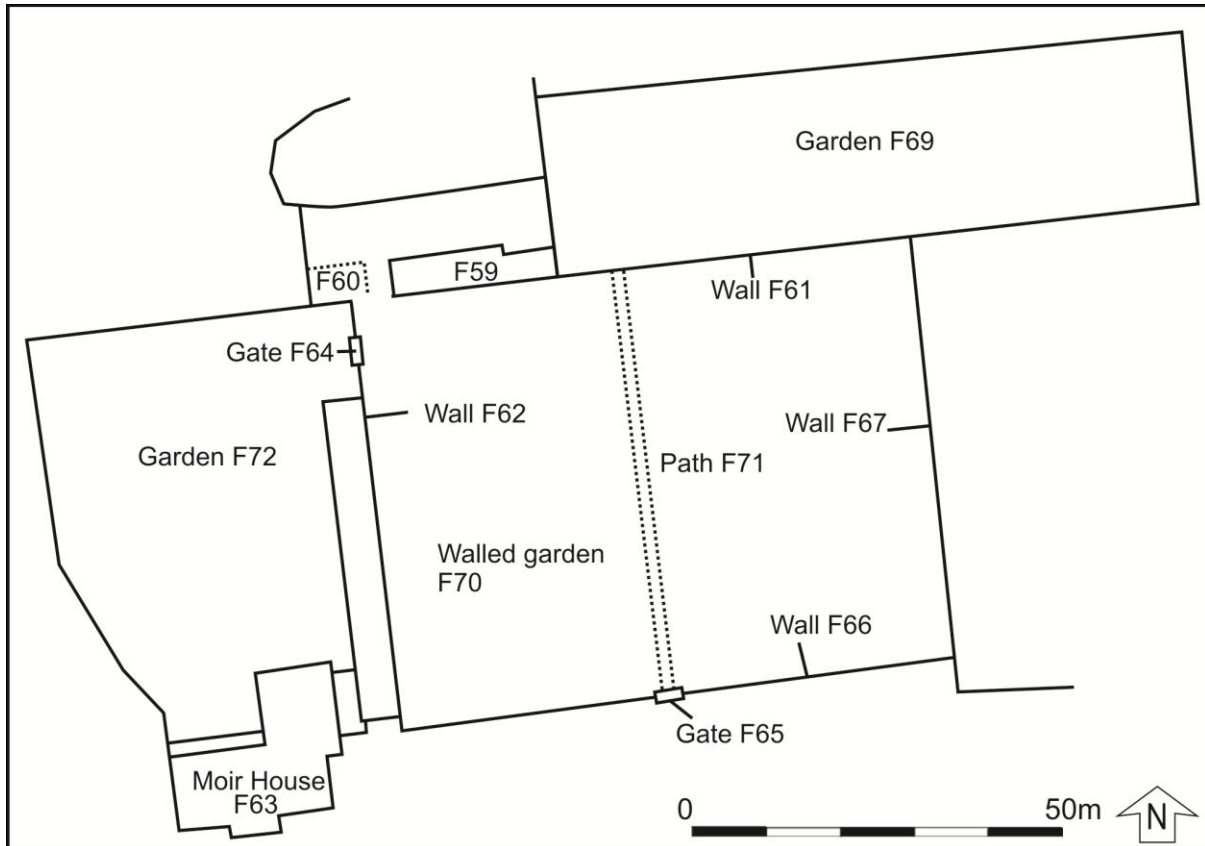 Garden F69
F60
F59
Wall F61
Gate F64
Wall F62
Wall F67
Garden F72
Path F71
Walled garden
F70
Wall F66
Gate F65
Moir House
F63
0
50m
N